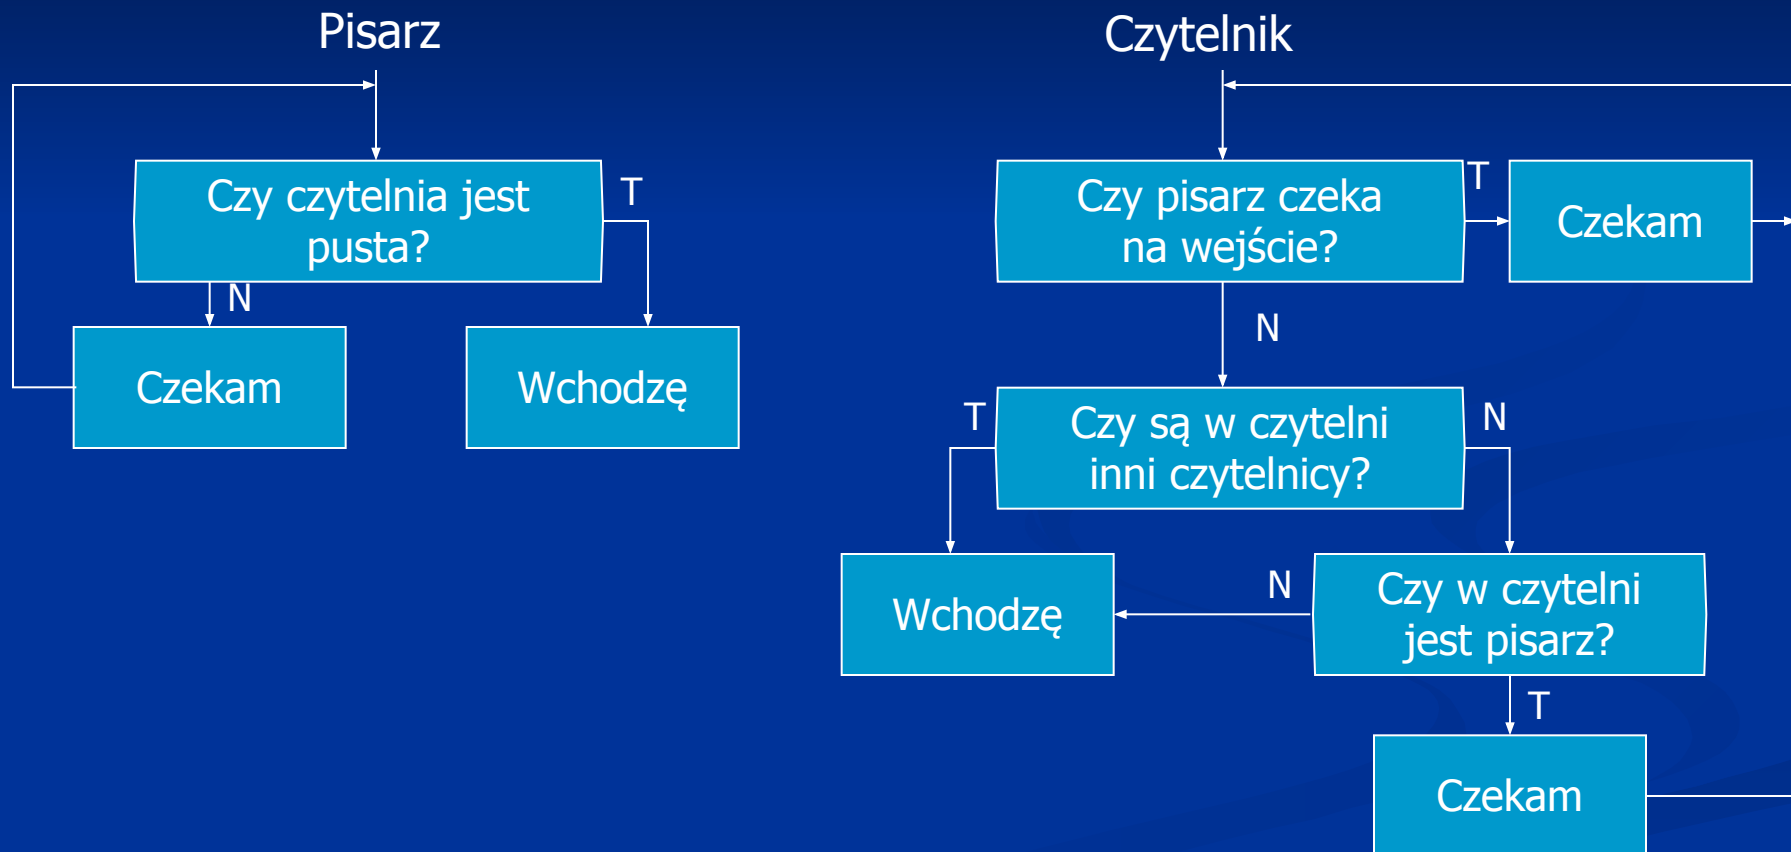 Pisarz
Czy czytelnia jest
pusta?
T
N
Czekam
Wchodzę
Czytelnik
Czy pisarz czeka
na wejście?
T
Czekam
N
T
Czy są w czytelni
inni czytelnicy?
N
Wchodzę
N
Czy w czytelni
jest pisarz?
T
Czekam